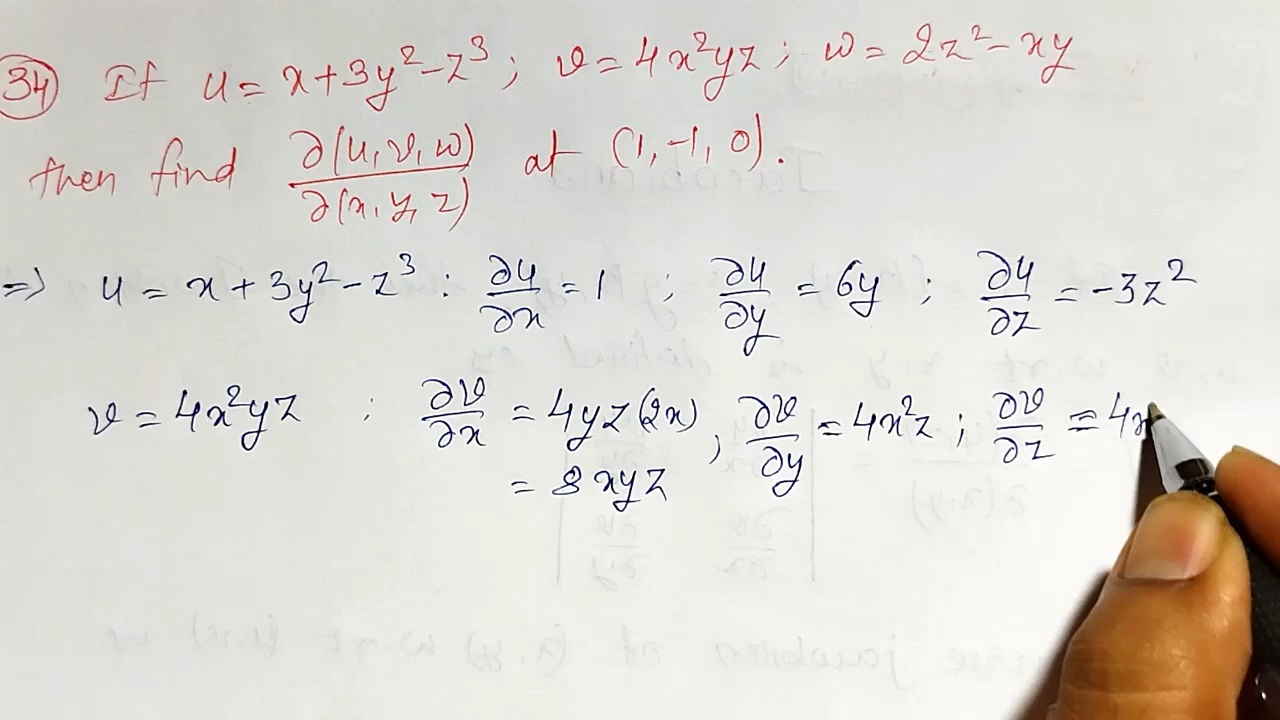 34 If u = x + 3y² - z³ ; v = 4x²yz ; w = 2z² - xy
then find ∂(u, v, w) / ∂(x, y, z) at (1, -1, 0).
=> u = x + 3y² - z³ : ∂u/∂x = 1 ; ∂u/∂y = 6y ; ∂u/∂z = -3z²
v = 4x²yz ; ∂v/∂x = 4yz(2x) , ∂v/∂y = 4x²z ; ∂v/∂z = 4x
= 8xyz